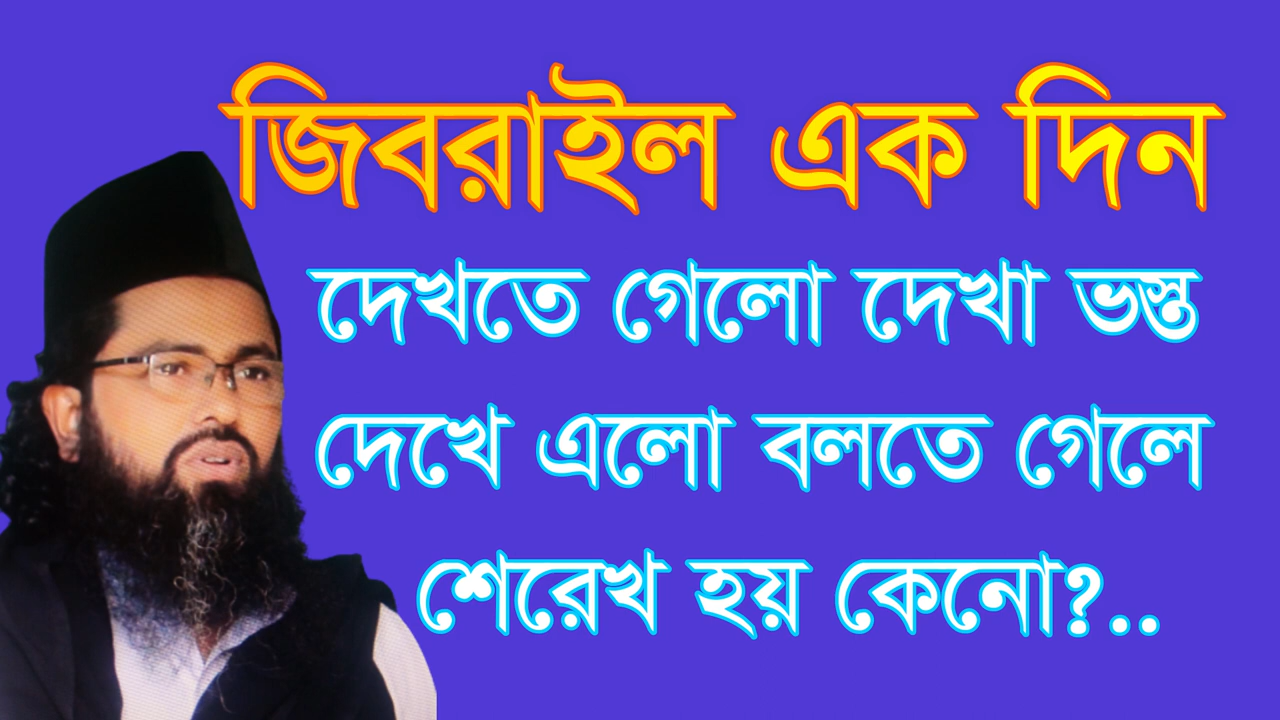 জিবরাইল এক দিন
দেখতে গেলো দেখা ভস্ত
দেখে এলো বলতে গেলে
শেরেখ হয় কেনো?..